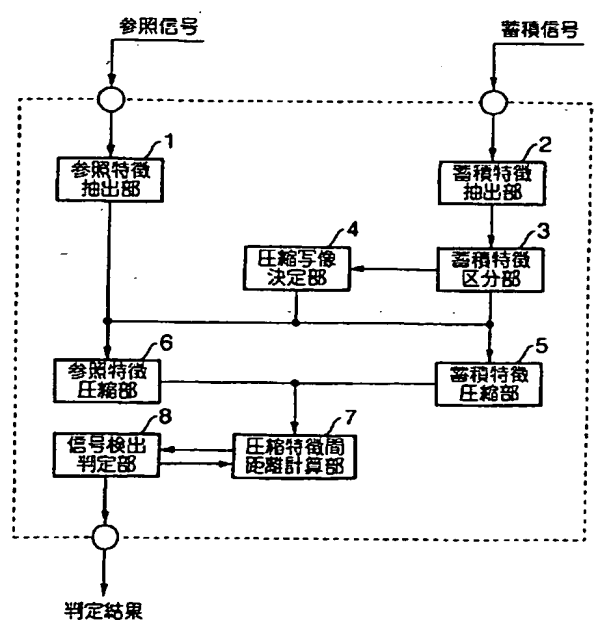 参照信号
蓄積信号
1
参照特徴
抽出部
2
蓄積特徴
抽出部
4
圧縮写像
決定部
3
蓄積特徴
区分部
6
参照特徴
圧縮部
5
蓄積特徴
圧縮部
8
信号検出
判定部
7
圧縮特徴間
距離計算部
判定結果